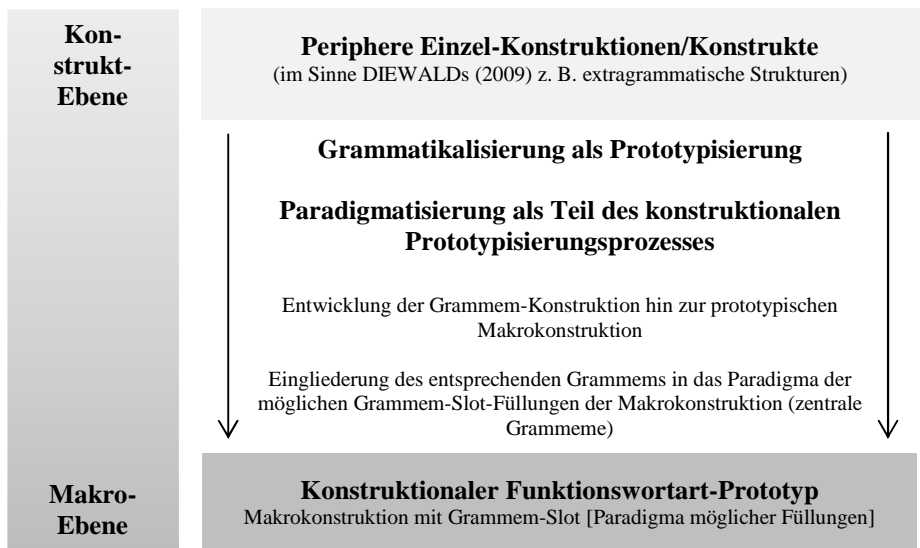 Kon-
strukt-
Ebene
Periphere Einzel-Konstruktionen/Konstrukte
(im Sinne DIEWALDs (2009) z. B. extragrammatische Strukturen)
Grammatikalisierung als Prototypisierung
Paradigmatisierung als Teil des konstruktionalen
Prototypisierungsprozesses
Entwicklung der Grammem-Konstruktion hin zur prototypischen
Makrokonstruktion
Eingliederung des entsprechenden Grammems in das Paradigma der
möglichen Grammem-Slot-Füllungen der Makrokonstruktion (zentrale
Grammeme)
Makro-
Ebene
Konstruktionaler Funktionswortart-Prototyp
Makrokonstruktion mit Grammem-Slot [Paradigma möglicher Füllungen]